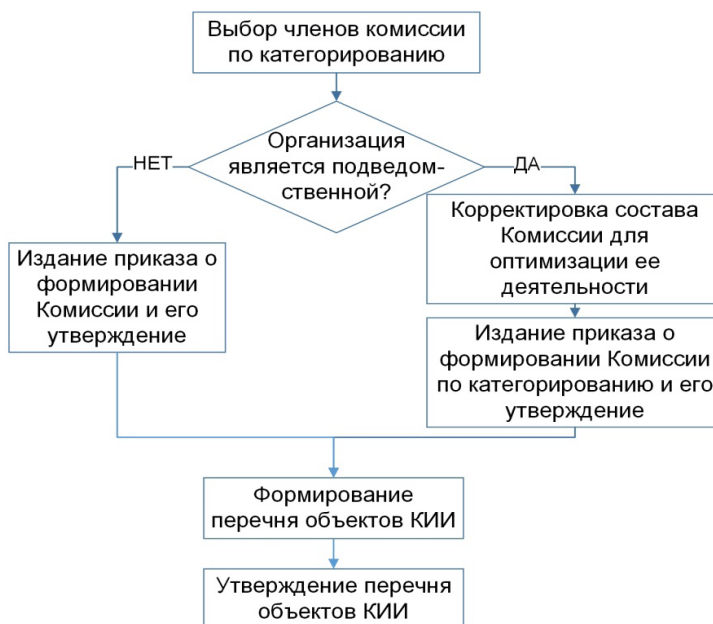 Выбор членов комиссии
по категорированию
Организация
является подведом-
ственной?
НЕТ
ДА
Издание приказа о
формировании
Комиссии и его
утверждение
Корректировка состава
Комиссии для
оптимизации ее
деятельности
Издание приказа о
формировании Комиссии
по категорированию и его
утверждение
Формирование
перечня объектов КИИ
Утверждение перечня
объектов КИИ